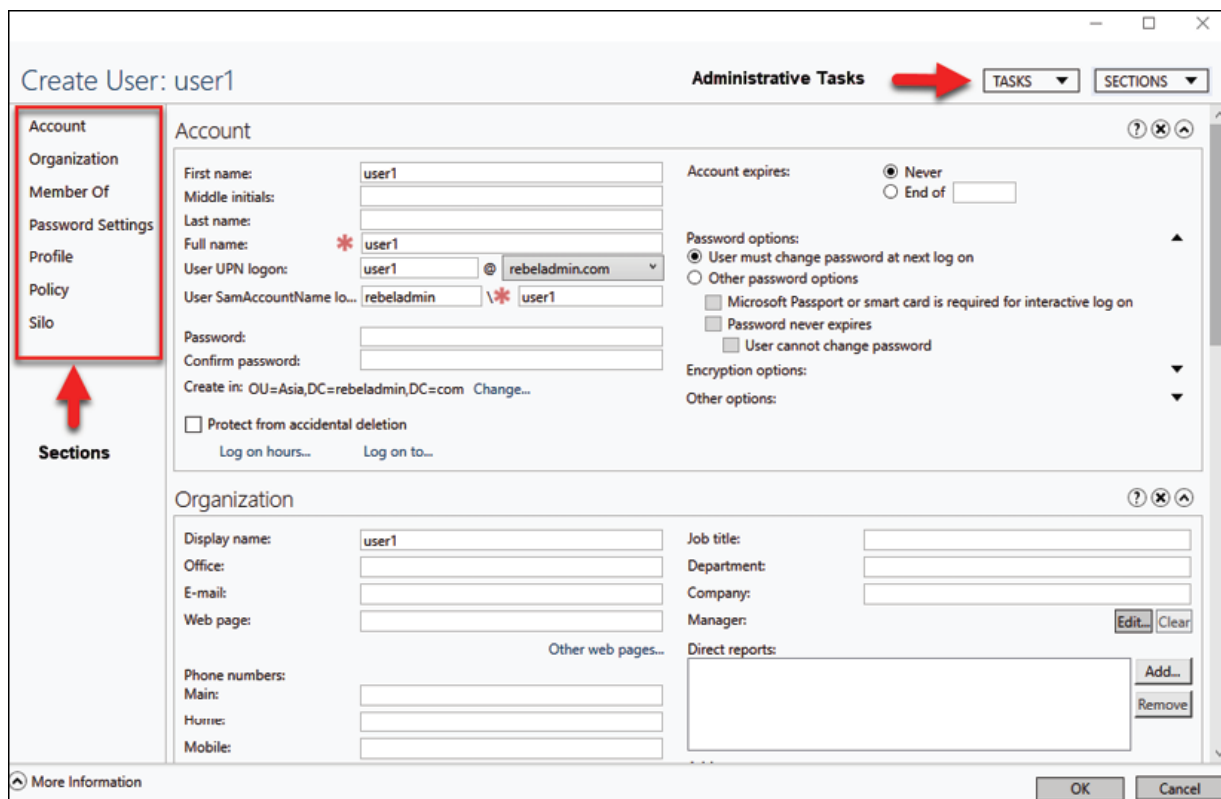 Create User: user1
Administrative Tasks
TASKS
SECTIONS
Account
Organization
Member Of
Password Settings
Profile
Policy
Silo
Sections
Account
First name: user1
Middle initials:
Last name:
Full name: * user1
User UPN logon: user1 @ rebeladmin.com
User SamAccountName lo... rebeladmin \ * user1
Password:
Confirm password:
Create in: OU=Asia,DC=rebeladmin,DC=com Change...
Protect from accidental deletion
Log on hours... Log on to...
Account expires: Never
End of
Password options:
User must change password at next log on
Other password options
Microsoft Passport or smart card is required for interactive log on
Password never expires
User cannot change password
Encryption options:
Other options:
Organization
Display name: user1
Office:
E-mail:
Web page:
Other web pages...
Phone numbers:
Main:
Home:
Mobile:
Job title:
Department:
Company:
Manager: Edit... Clear
Direct reports:
Add...
Remove
More Information
OK Cancel